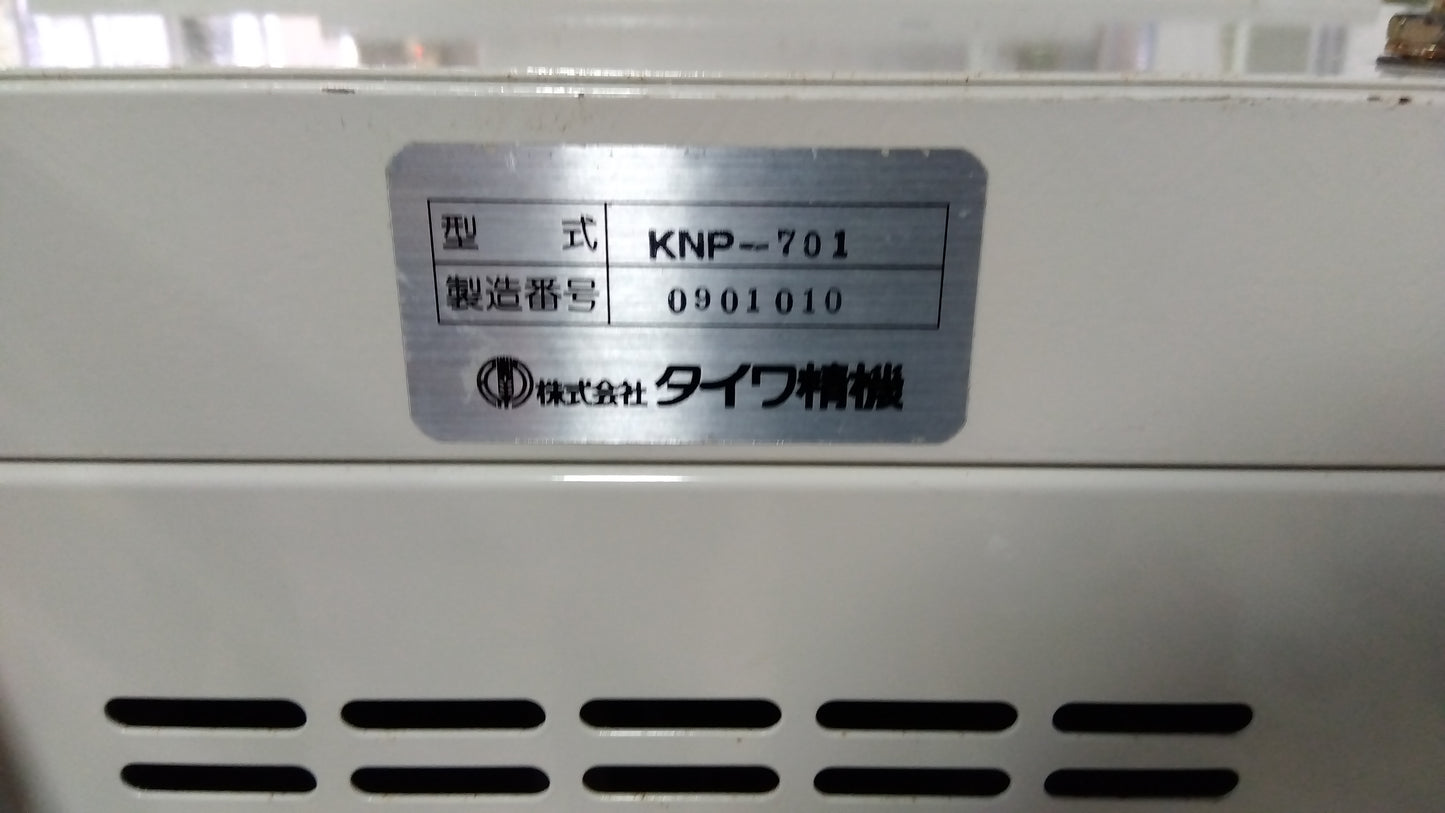 型式 KNP-701
製造番号 0901010
株式会社 タイワ精機